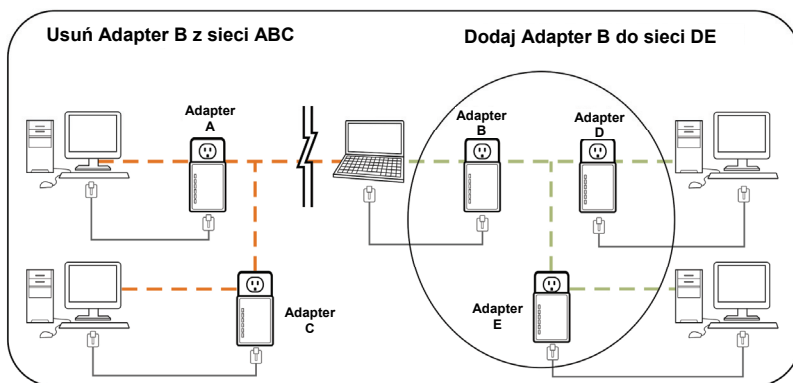 Usuń Adapter B z sieci ABC
Dodaj Adapter B do sieci DE
Adapter
A
Adapter
B
Adapter
D
Adapter
C
Adapter
E